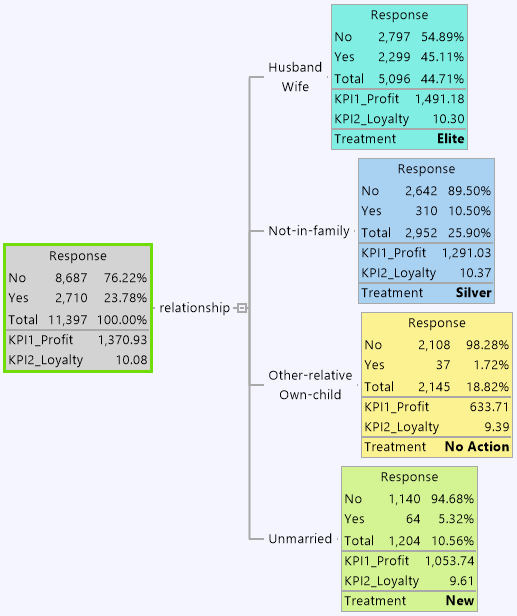 Response
No 2,797 54.89%
Yes 2,299 45.11%
Total 5,096 44.71%
KPI1_Profit 1,491.18
KPI2_Loyalty 10.30
Treatment Elite
Husband
Wife
Response
No 2,642 89.50%
Yes 310 10.50%
Total 2,952 25.90%
KPI1_Profit 1,291.03
KPI2_Loyalty 10.37
Treatment Silver
Not-in-family
Response
No 8,687 76.22%
Yes 2,710 23.78%
Total 11,397 100.00%
KPI1_Profit 1,370.93
KPI2_Loyalty 10.08
relationship
Response
No 2,108 98.28%
Yes 37 1.72%
Total 2,145 18.82%
KPI1_Profit 633.71
KPI2_Loyalty 9.39
Treatment No Action
Other-relative
Own-child
Response
No 1,140 94.68%
Yes 64 5.32%
Total 1,204 10.56%
KPI1_Profit 1,053.74
KPI2_Loyalty 9.61
Treatment New
Unmarried